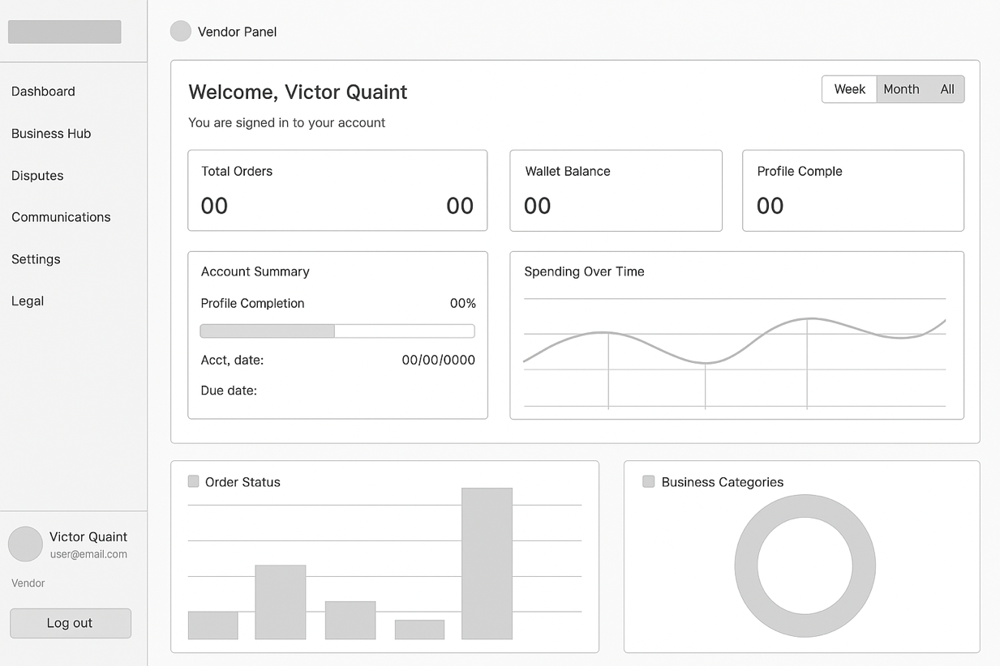 Vendor Panel
Dashboard
Business Hub
Disputes
Communications
Settings
Legal
Victor Quaint
user@email.com
Vendor
Log out
Welcome, Victor Quaint
You are signed in to your account
Week Month All
Total Orders
00 00
Wallet Balance
00
Profile Comple
00
Account Summary
Profile Completion 00%
Acct, date: 00/00/0000
Due date:
Spending Over Time
Order Status
Business Categories